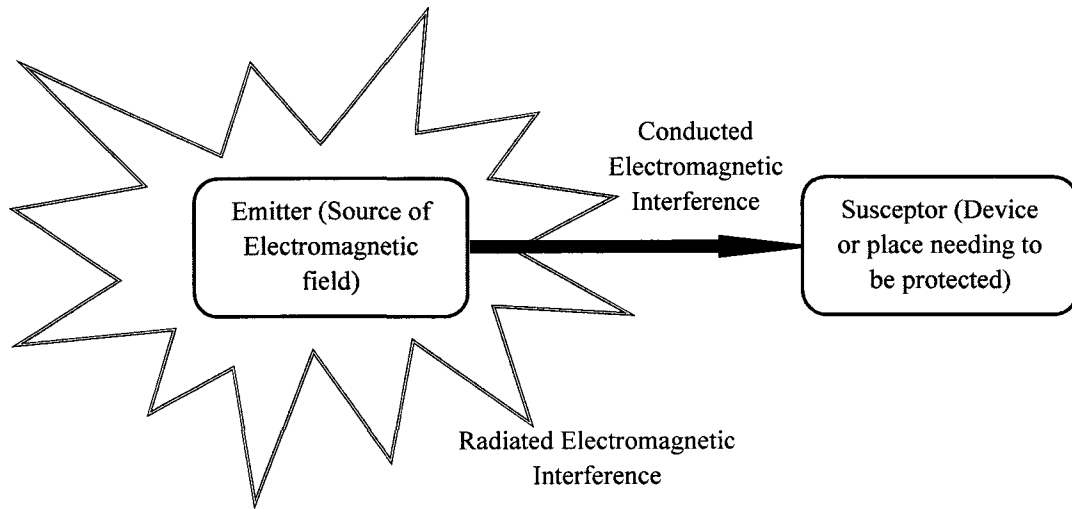 Conducted
Electromagnetic
Interference
Emitter (Source of
Electromagnetic
field)
Susceptor (Device
or place needing to
be protected)
Radiated Electromagnetic
Interference